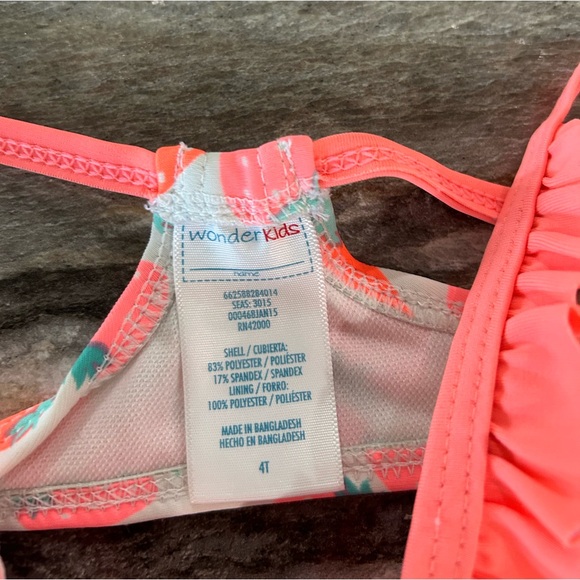 wonderkids
name
662588284014
SEAS: 3015
000468JAN15
RN42000
SHELL / CUBIERTA:
83% POLYESTER / POLIÉSTER
17% SPANDEX / SPANDEX
LINING / FORRO:
100% POLYESTER / POLIÉSTER
MADE IN BANGLADESH
HECHO EN BANGLADESH
4T